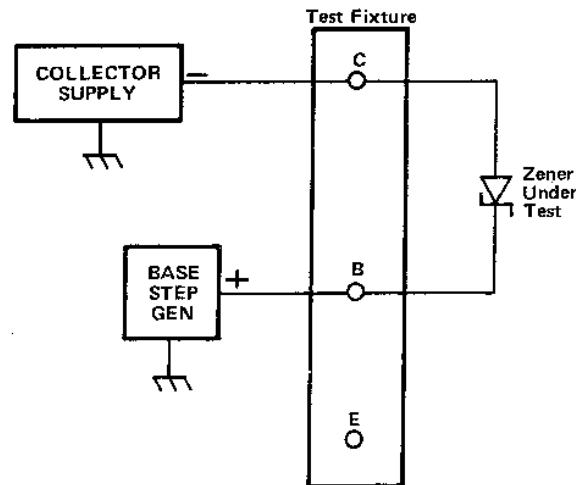 Test Fixture
COLLECTOR
SUPPLY
−
C
Zener
Under
Test
BASE
STEP
GEN
+
B
E